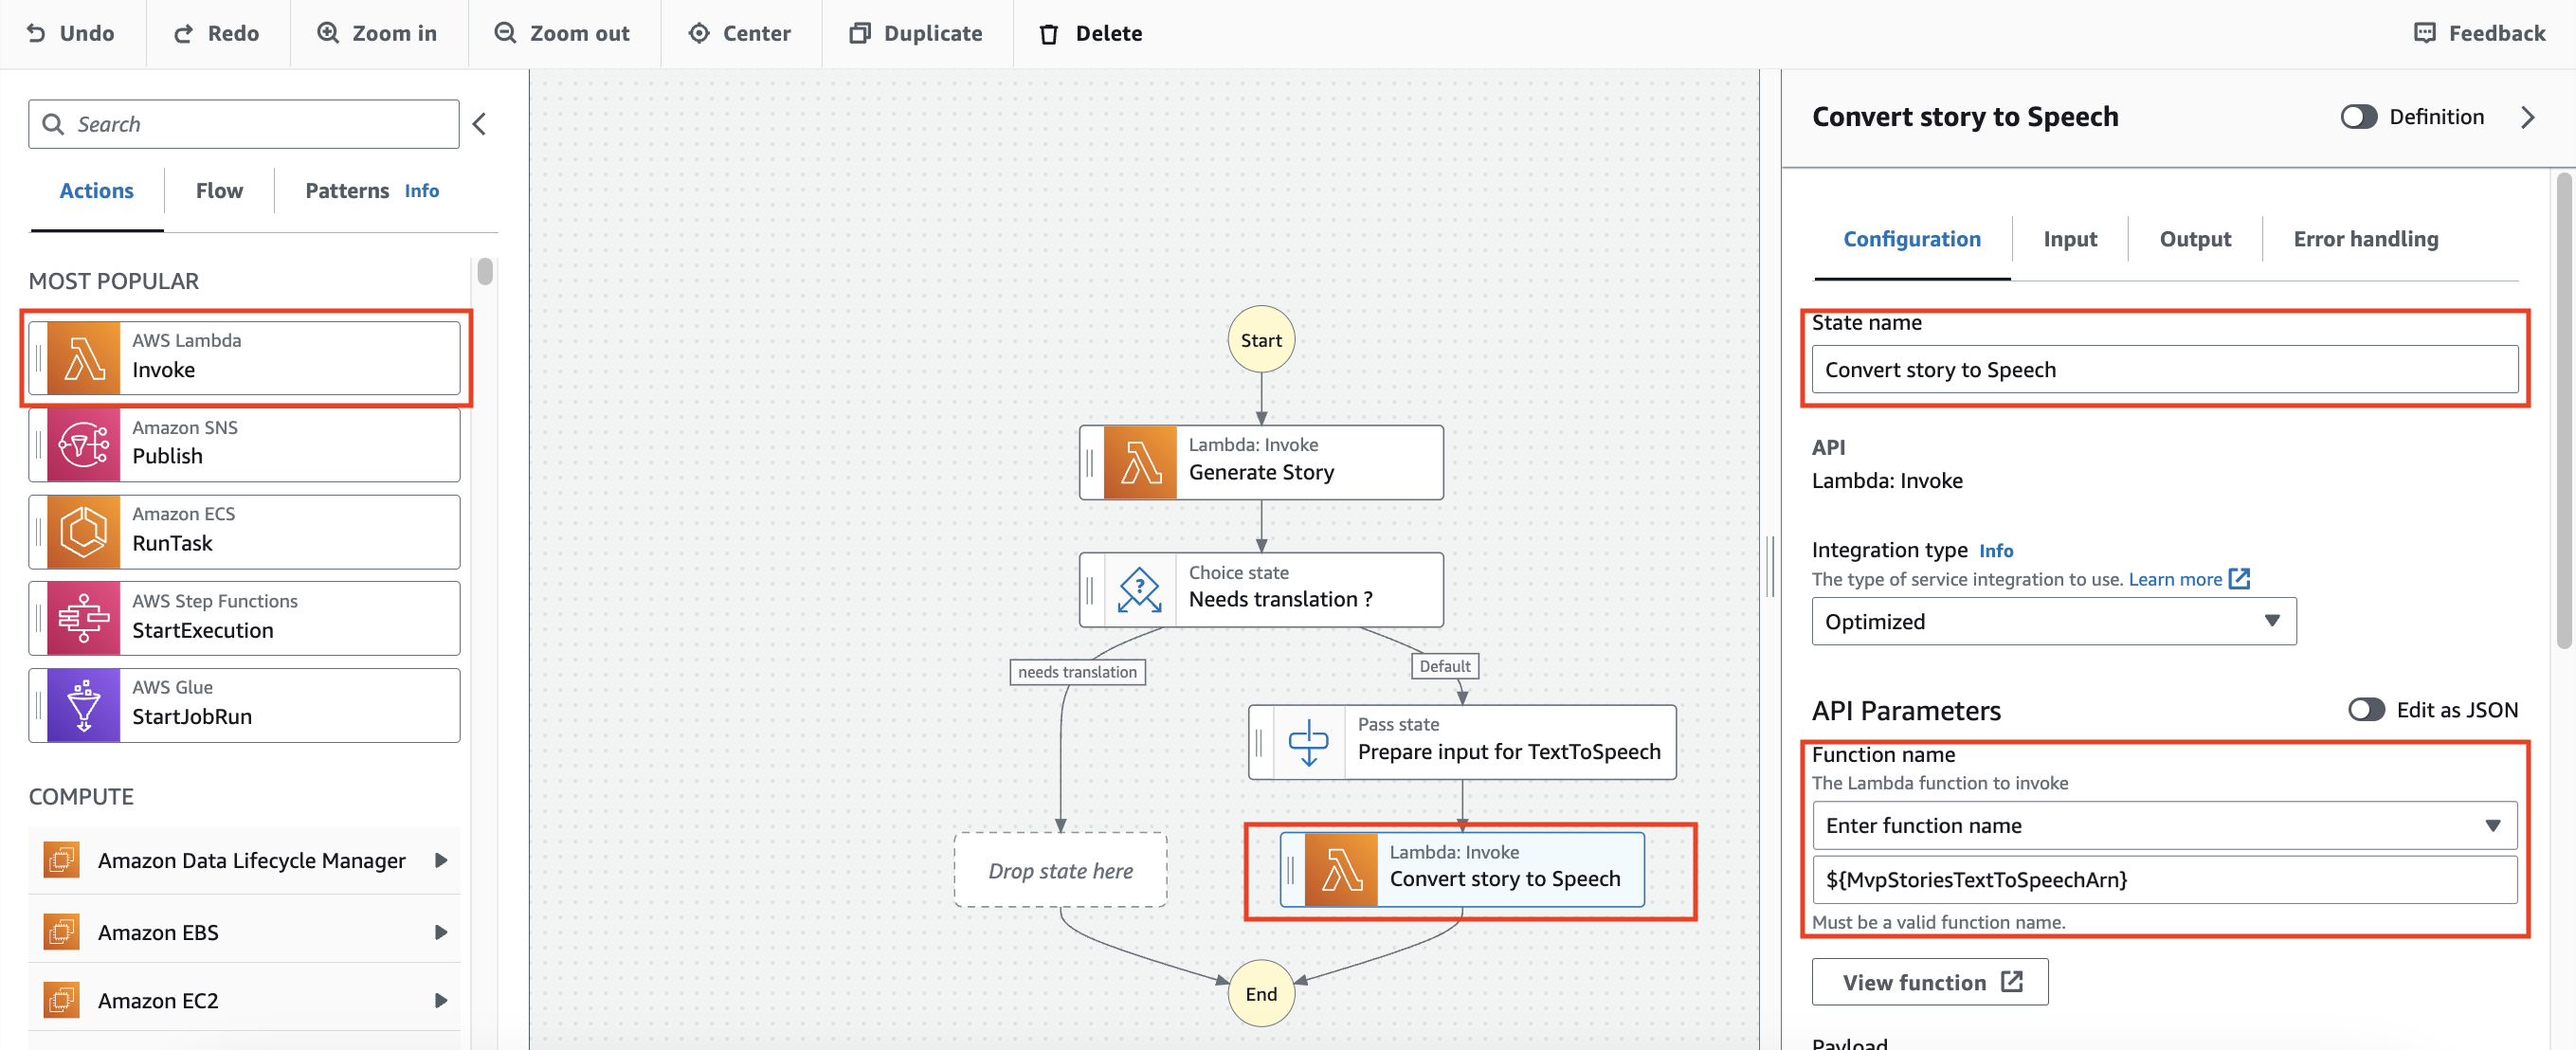 Undo
Redo
Zoom in
Zoom out
Center
Duplicate
Delete
Feedback
Search
Actions
Flow
Patterns Info
MOST POPULAR
AWS Lambda
Invoke
Amazon SNS
Publish
Amazon ECS
RunTask
AWS Step Functions
StartExecution
AWS Glue
StartJobRun
COMPUTE
Amazon Data Lifecycle Manager
Amazon EBS
Amazon EC2
Start
Lambda: Invoke
Generate Story
Choice state
Needs translation ?
needs translation
Default
Pass state
Prepare input for TextToSpeech
Drop state here
Lambda: Invoke
Convert story to Speech
End
Convert story to Speech
Definition
Configuration
Input
Output
Error handling
State name
Convert story to Speech
API
Lambda: Invoke
Integration type Info
The type of service integration to use. Learn more
Optimized
API Parameters
Edit as JSON
Function name
The Lambda function to invoke
Enter function name
${MvpStoriesTextToSpeechArn}
Must be a valid function name.
View function
Payload